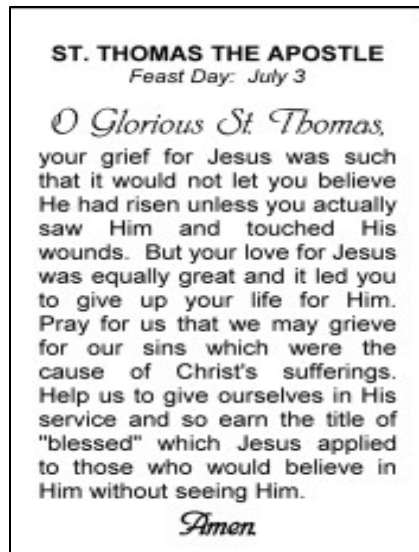 ST. THOMAS THE APOSTLE
Feast Day: July 3
O Glorious St. Thomas,
your grief for Jesus was such
that it would not let you believe
He had risen unless you actually
saw Him and touched His
wounds. But your love for Jesus
was equally great and it led you
to give up your life for Him.
Pray for us that we may grieve
for our sins which were the
cause of Christ's sufferings.
Help us to give ourselves in His
service and so earn the title of
"blessed" which Jesus applied
to those who would believe in
Him without seeing Him.
Amen.